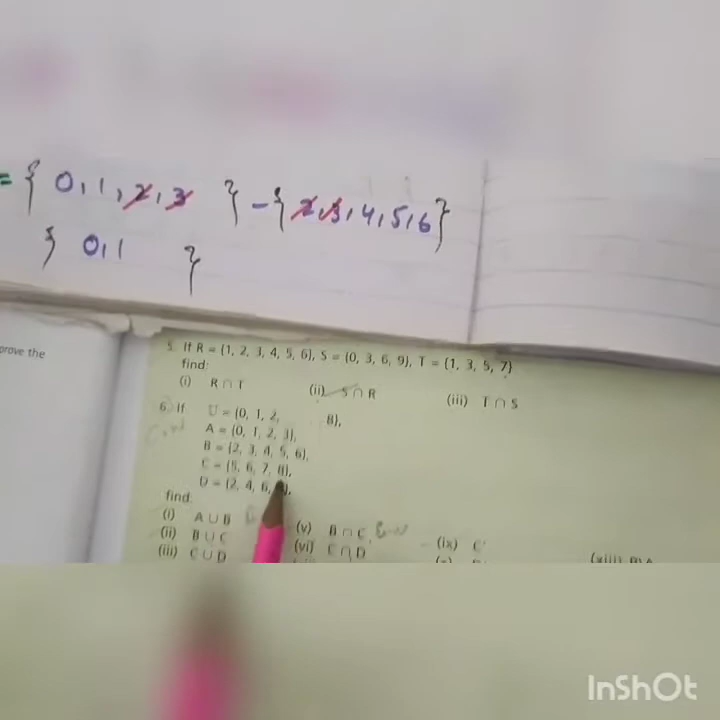 = { 0, 1, 2, 3 } - { 2, 3, 4, 5, 6 }
{ 0, 1 }
prove the
5. If R = {1, 2, 3, 4, 5, 6}, S = {0, 3, 6, 9}, T = {1, 3, 5, 7}
find:
(i) R ∩ T (ii) S ∩ R (iii) T ∩ S
6. If U = {0, 1, 2, 8},
A = {0, 1, 2, 3},
B = {2, 3, 4, 5, 6},
C = {5, 6, 7, 8},
D = {2, 4, 6,
find:
(i) A ∪ B (v) B ∩ C (ix) C'
(ii) B ∪ C (vi) C ∩ D
(iii) C ∪ D
InShOt